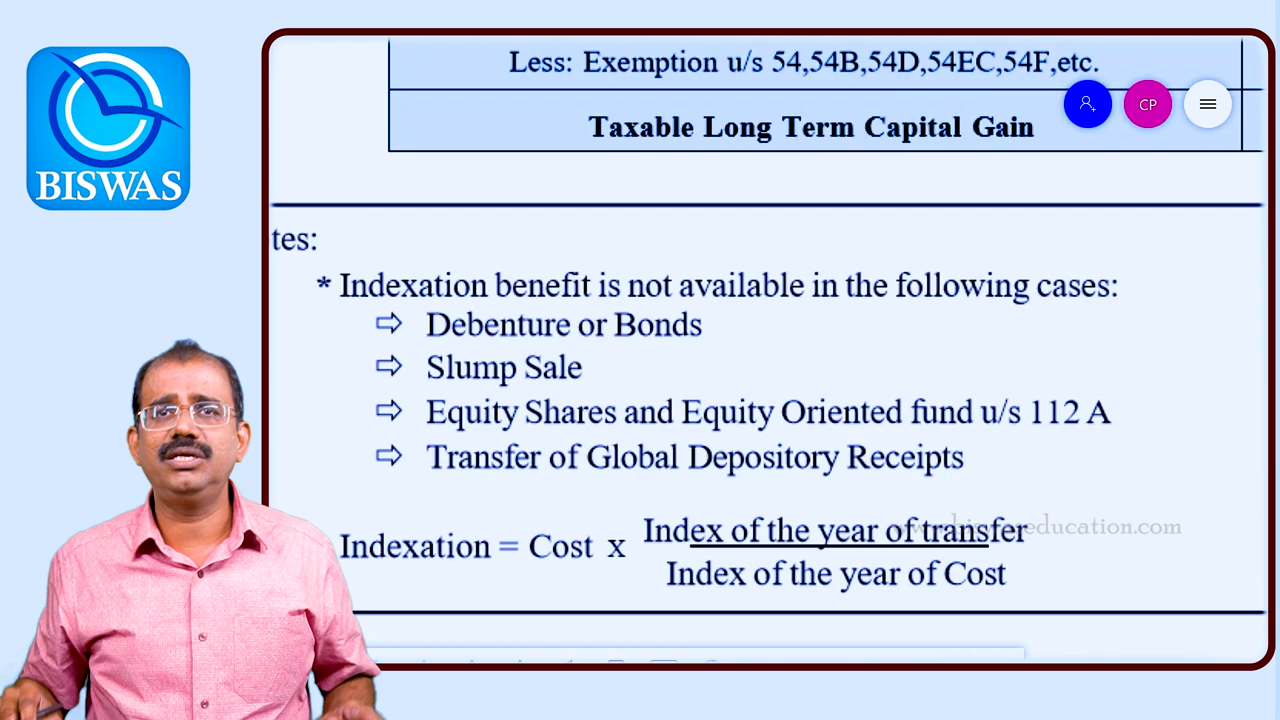 BISWAS
Less: Exemption u/s 54,54B,54D,54EC,54F,etc.
CP
Taxable Long Term Capital Gain
tes:
* Indexation benefit is not available in the following cases:
⇨ Debenture or Bonds
⇨ Slump Sale
⇨ Equity Shares and Equity Oriented fund u/s 112 A
⇨ Transfer of Global Depository Receipts
Indexation = Cost x
Index of the year of transfer
Index of the year of Cost